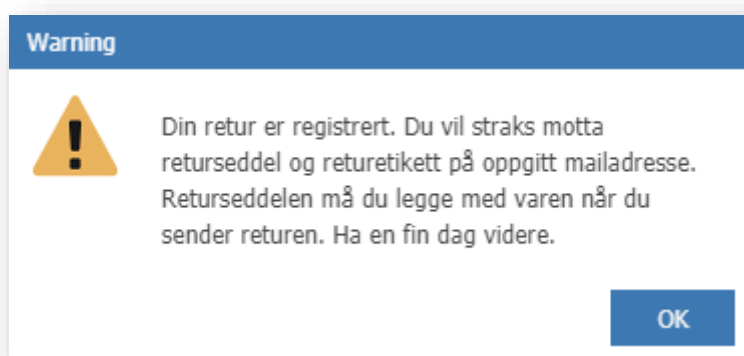 Warning
Din retur er registrert. Du vil straks motta
returseddel og returetikett på oppgitt mailadresse.
Returseddelen må du legge med varen når du
sender returen. Ha en fin dag videre.
OK